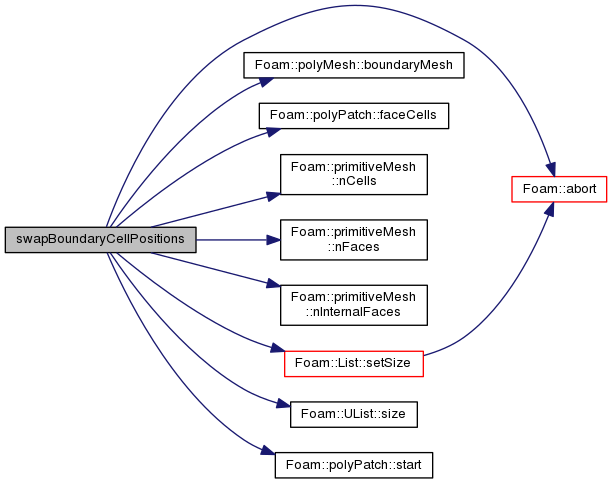 Foam::polyMesh::boundaryMesh
Foam::polyPatch::faceCells
Foam::primitiveMesh
::nCells
Foam::abort
swapBoundaryCellPositions
Foam::primitiveMesh
::nFaces
Foam::primitiveMesh
::nInternalFaces
Foam::List::setSize
Foam::UList::size
Foam::polyPatch::start